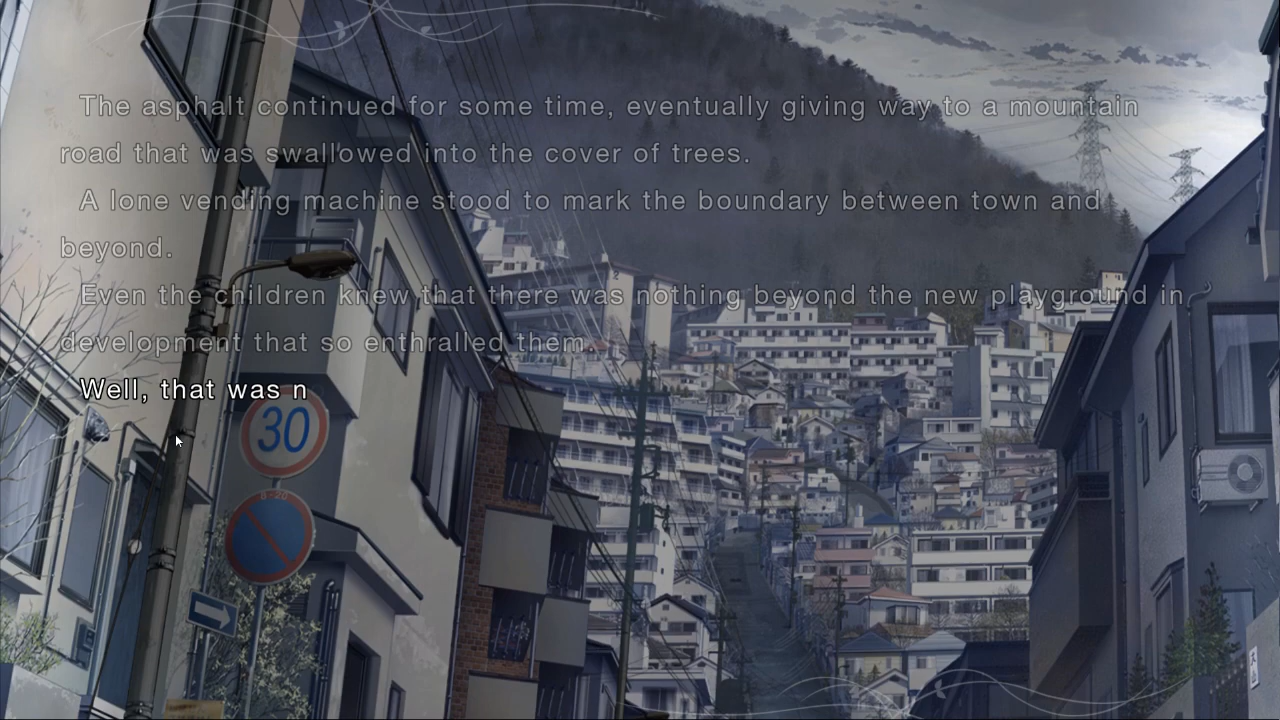 The asphalt continued for some time, eventually giving way to a mountain
road that was swallowed into the cover of trees.
A lone vending machine stood to mark the boundary between town and
beyond.
Even the children knew that there was nothing beyond the new playground in
development that so enthralled them.
Well, that was n
30
8-20